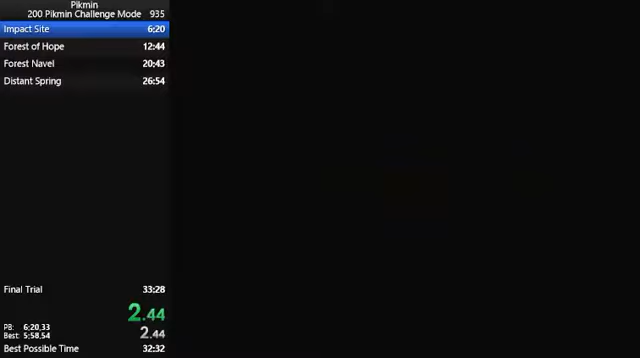 Pikmin
200 Pikmin Challenge Mode 935
Impact Site 6:20
Forest of Hope 12:44
Forest Navel 20:43
Distant Spring 26:54
Final Trial 33:28
2.44
PB: 6:20.33
2.44
Best: 5:58.54
Best Possible Time 32:32